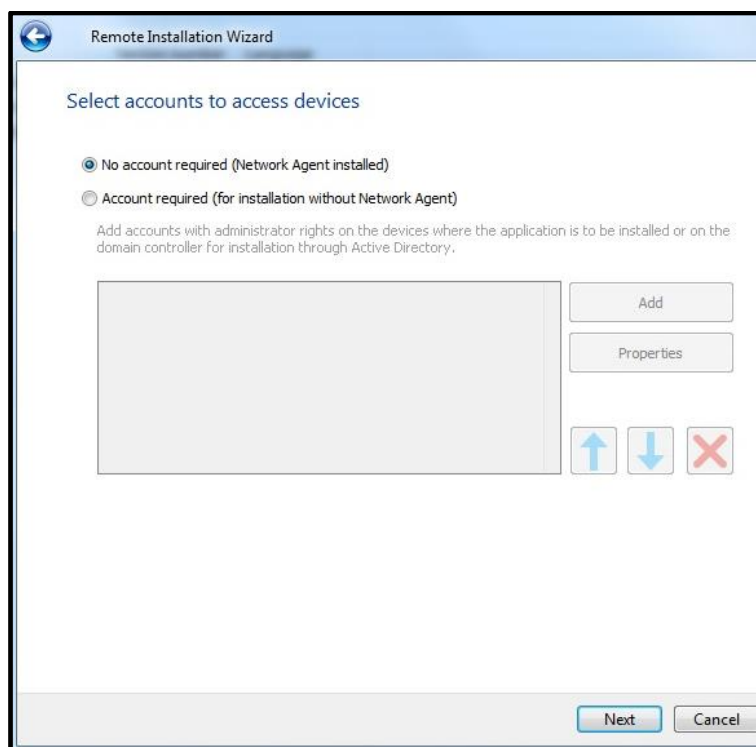 Remote Installation Wizard
Select accounts to access devices
No account required (Network Agent installed)
Account required (for installation without Network Agent)
Add accounts with administrator rights on the devices where the application is to be installed or on the
domain controller for installation through Active Directory.
Add
Properties
Next
Cancel